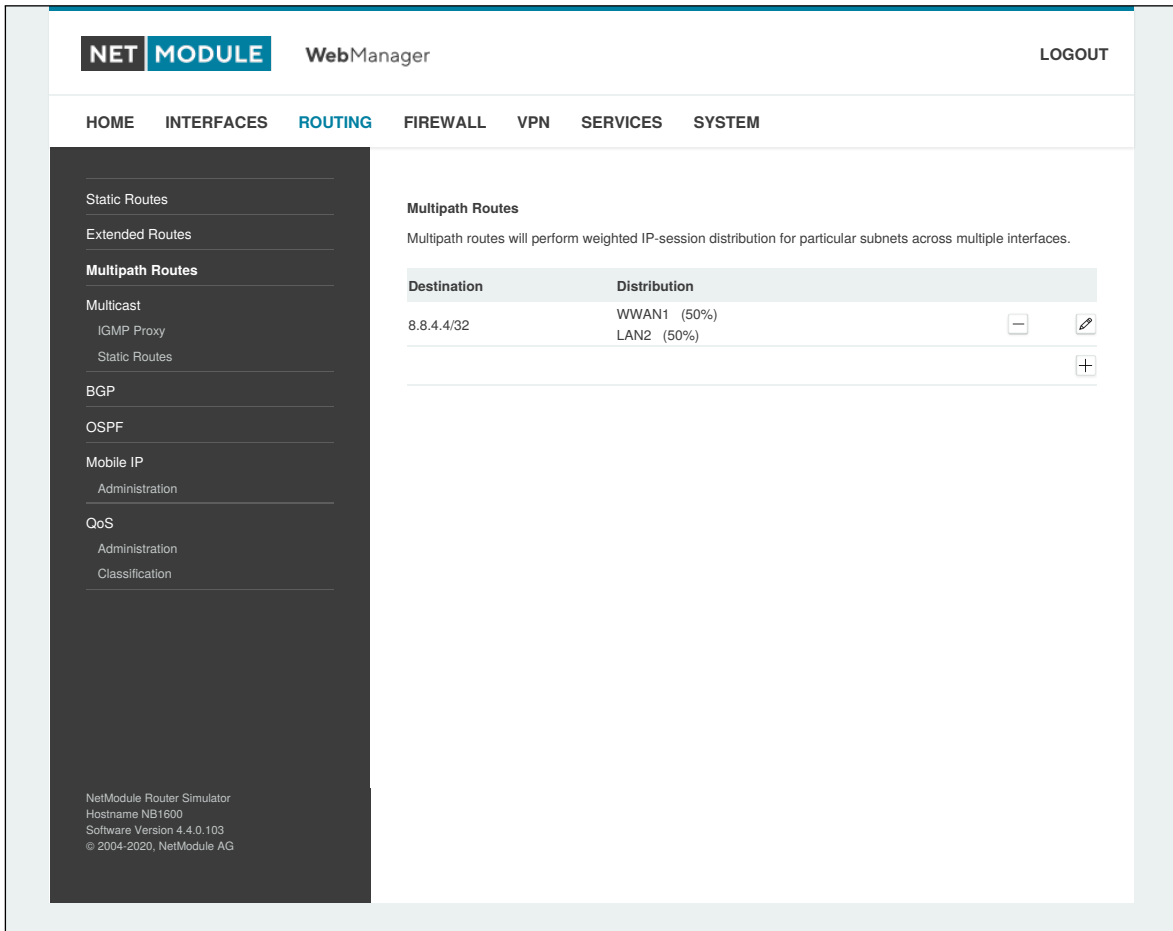 NET MODULE WebManager LOGOUT
HOME INTERFACES ROUTING FIREWALL VPN SERVICES SYSTEM
Static Routes
Extended Routes
Multipath Routes
Multicast
IGMP Proxy
Static Routes
BGP
OSPF
Mobile IP
Administration
QoS
Administration
Classification
NetModule Router Simulator
Hostname NB1600
Software Version 4.4.0.103
© 2004-2020, NetModule AG
Multipath Routes
Multipath routes will perform weighted IP-session distribution for particular subnets across multiple interfaces.
Destination Distribution
8.8.4.4/32 WWAN1 (50%)
LAN2 (50%)